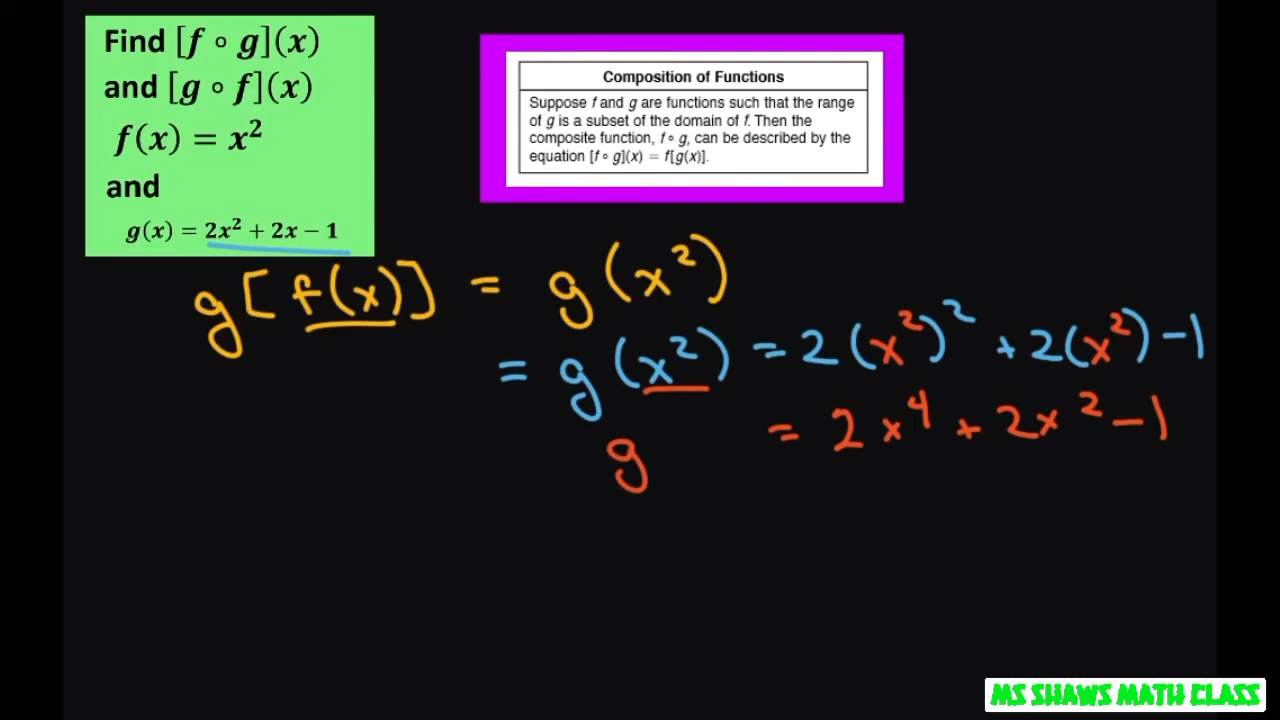 Find [f ∘ g](x)
and [g ∘ f](x)
f(x) = x²
and
g(x) = 2x² + 2x − 1
Composition of Functions
Suppose f and g are functions such that the range
of g is a subset of the domain of f. Then the
composite function, f ∘ g, can be described by the
equation [f ∘ g](x) = f[g(x)].
g[f(x)] = g(x²)
= g(x²) = 2(x²)² + 2(x²) − 1
g = 2x⁴ + 2x² − 1
MS SHAWS MATH CLASS